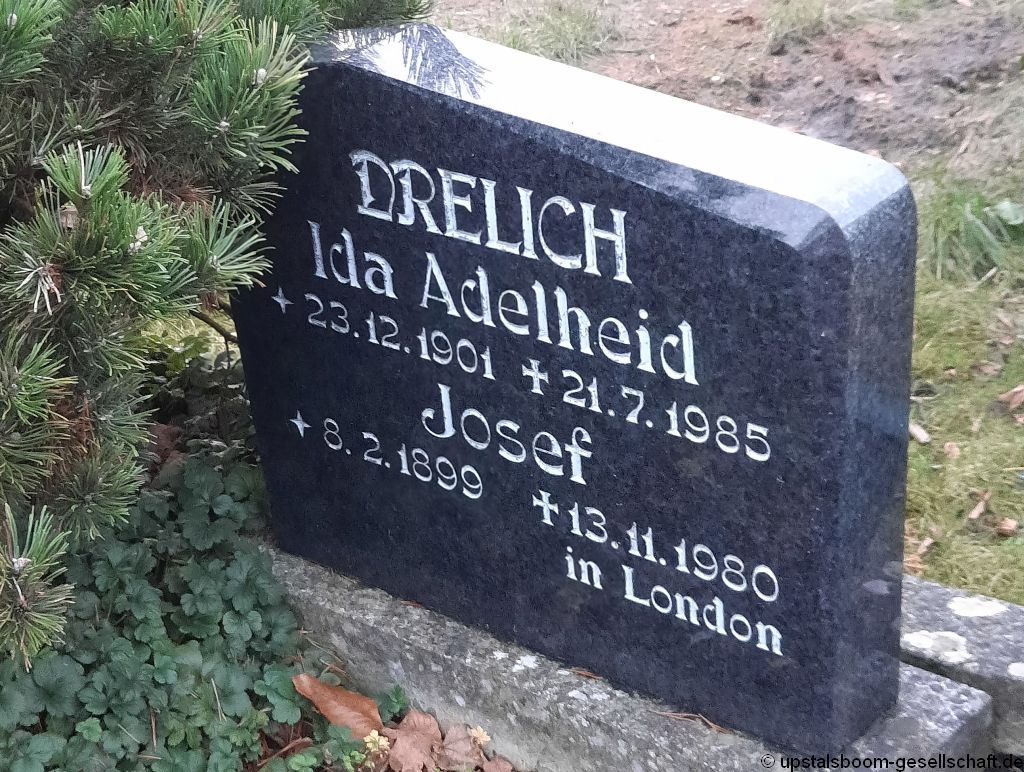 DRELICH
Ida Adelheid
✦ 23.12.1901 ✝ 21.7.1985
Josef
✦ 8.2.1899 ✝ 13.11.1980
in London
© upstalsboom-gesellschaft.de